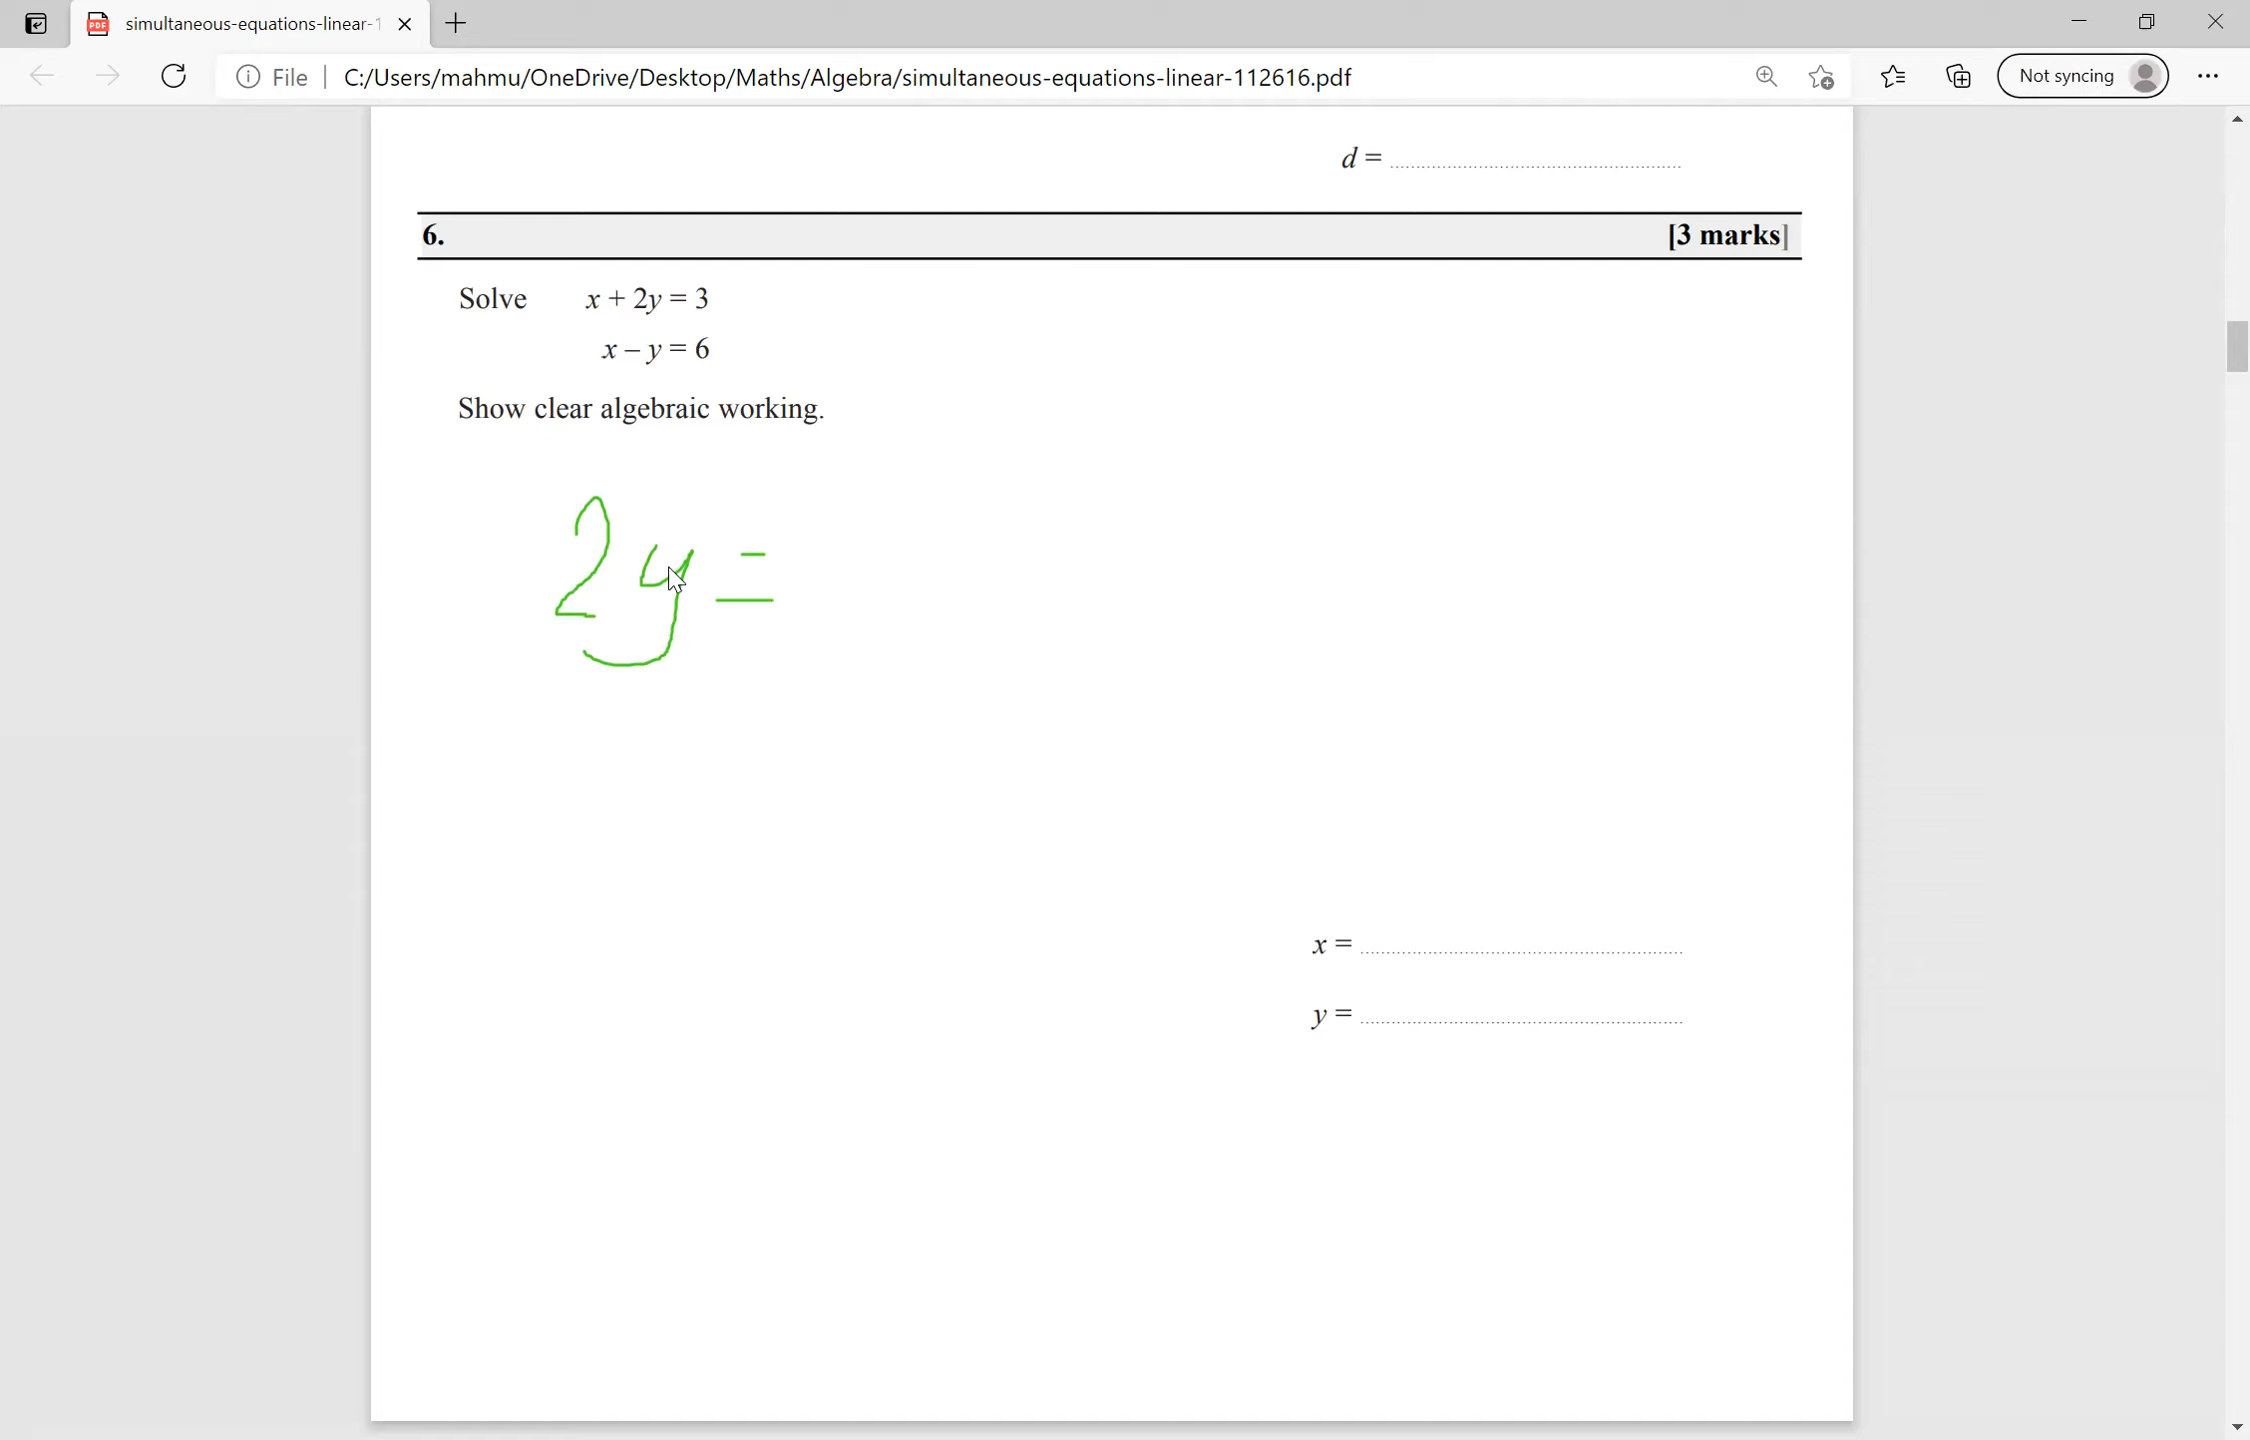 simultaneous-equations-linear-1
File C:/Users/mahmu/OneDrive/Desktop/Maths/Algebra/simultaneous-equations-linear-112616.pdf Not syncing
d =
6. [3 marks]
Solve x + 2y = 3
x – y = 6
Show clear algebraic working.
2y =
x =
y =